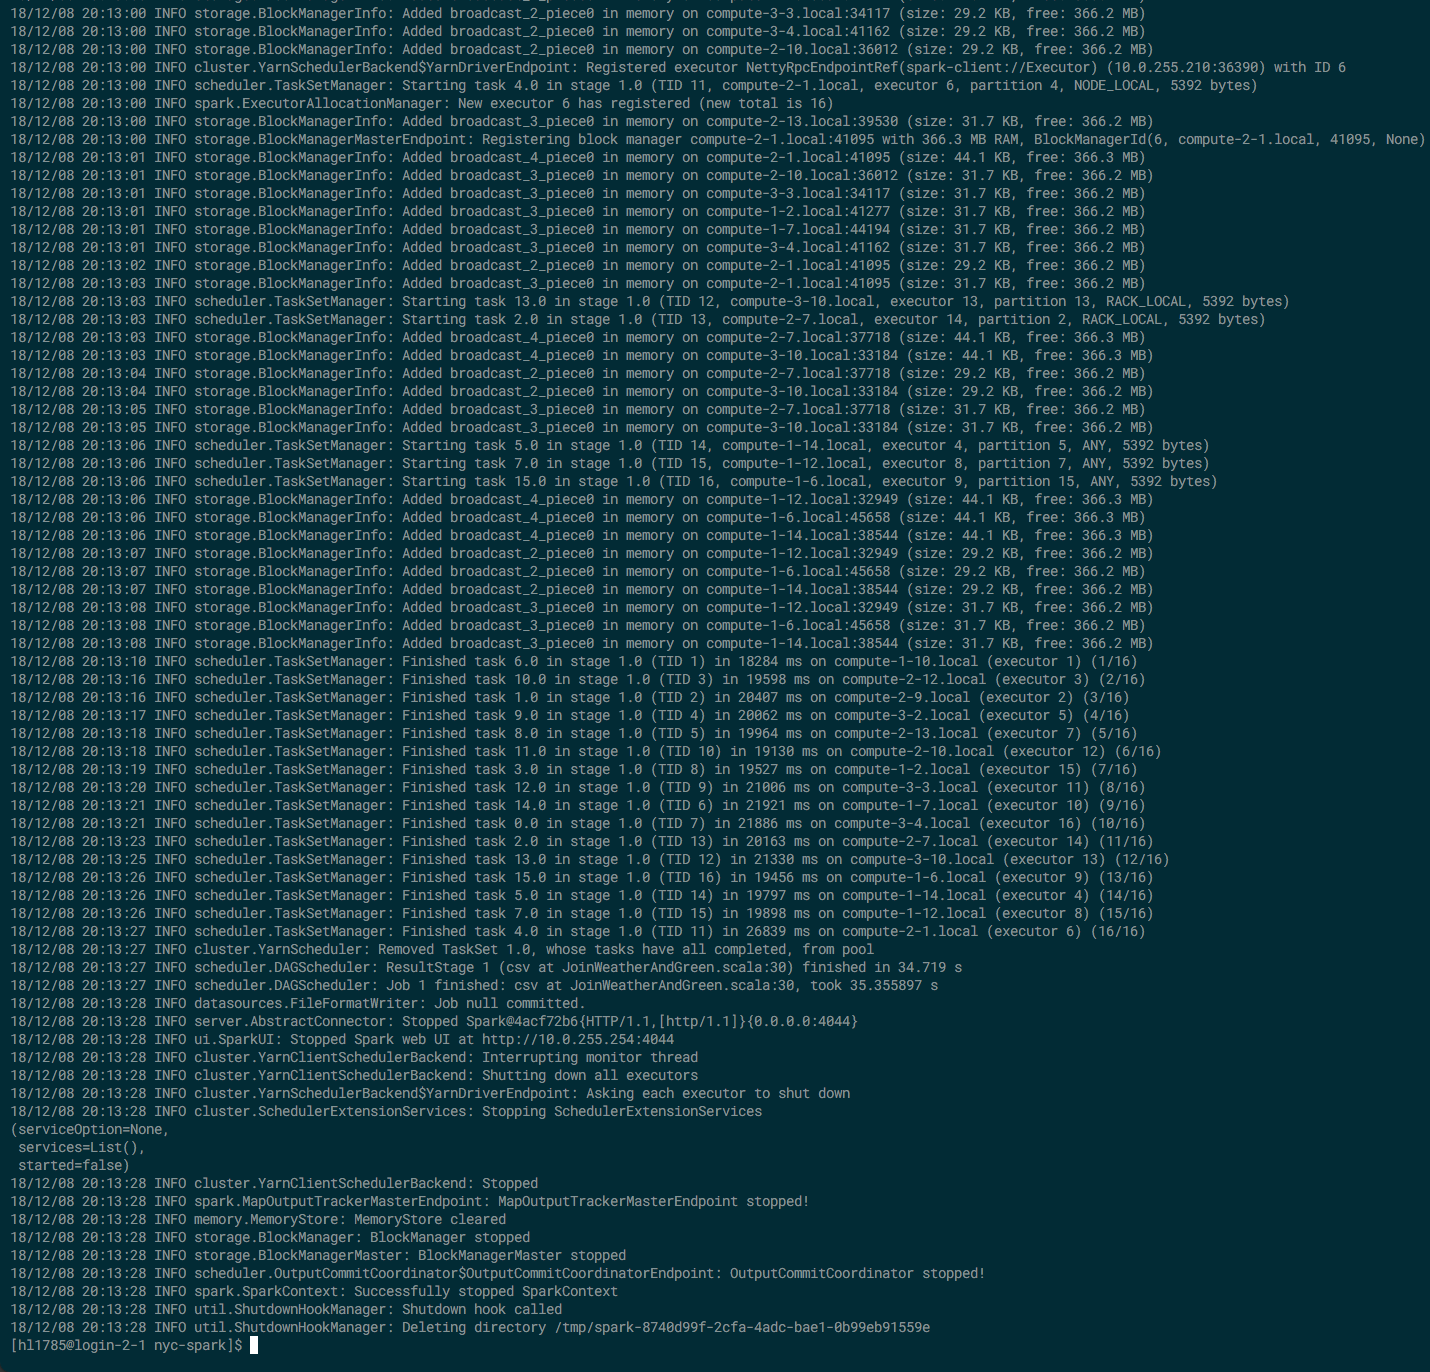 18/12/08 20:13:00 INFO storage.BlockManagerInfo: Added broadcast_2_piece0 in memory on compute-3-3.local:34117 (size: 29.2 KB, free: 366.2 MB)
18/12/08 20:13:00 INFO storage.BlockManagerInfo: Added broadcast_2_piece0 in memory on compute-3-4.local:41162 (size: 29.2 KB, free: 366.2 MB)
18/12/08 20:13:00 INFO storage.BlockManagerInfo: Added broadcast_2_piece0 in memory on compute-2-10.local:36012 (size: 29.2 KB, free: 366.2 MB)
18/12/08 20:13:00 INFO cluster.YarnSchedulerBackend$YarnDriverEndpoint: Registered executor NettyRpcEndpointRef(spark-client://Executor) (10.0.255.210:36390) with ID 6
18/12/08 20:13:00 INFO scheduler.TaskSetManager: Starting task 4.0 in stage 1.0 (TID 11, compute-2-1.local, executor 6, partition 4, NODE_LOCAL, 5392 bytes)
18/12/08 20:13:00 INFO spark.ExecutorAllocationManager: New executor 6 has registered (new total is 16)
18/12/08 20:13:00 INFO storage.BlockManagerInfo: Added broadcast_3_piece0 in memory on compute-2-13.local:39530 (size: 31.7 KB, free: 366.2 MB)
18/12/08 20:13:00 INFO storage.BlockManagerMasterEndpoint: Registering block manager compute-2-1.local:41095 with 366.3 MB RAM, BlockManagerId(6, compute-2-1.local, 41095, None)
18/12/08 20:13:01 INFO storage.BlockManagerInfo: Added broadcast_4_piece0 in memory on compute-2-1.local:41095 (size: 44.1 KB, free: 366.3 MB)
18/12/08 20:13:01 INFO storage.BlockManagerInfo: Added broadcast_3_piece0 in memory on compute-2-10.local:36012 (size: 31.7 KB, free: 366.2 MB)
18/12/08 20:13:01 INFO storage.BlockManagerInfo: Added broadcast_3_piece0 in memory on compute-3-3.local:34117 (size: 31.7 KB, free: 366.2 MB)
18/12/08 20:13:01 INFO storage.BlockManagerInfo: Added broadcast_3_piece0 in memory on compute-1-2.local:41277 (size: 31.7 KB, free: 366.2 MB)
18/12/08 20:13:01 INFO storage.BlockManagerInfo: Added broadcast_3_piece0 in memory on compute-1-7.local:44194 (size: 31.7 KB, free: 366.2 MB)
18/12/08 20:13:01 INFO storage.BlockManagerInfo: Added broadcast_3_piece0 in memory on compute-3-4.local:41162 (size: 31.7 KB, free: 366.2 MB)
18/12/08 20:13:02 INFO storage.BlockManagerInfo: Added broadcast_2_piece0 in memory on compute-2-1.local:41095 (size: 29.2 KB, free: 366.2 MB)
18/12/08 20:13:03 INFO storage.BlockManagerInfo: Added broadcast_3_piece0 in memory on compute-2-1.local:41095 (size: 31.7 KB, free: 366.2 MB)
18/12/08 20:13:03 INFO scheduler.TaskSetManager: Starting task 13.0 in stage 1.0 (TID 12, compute-3-10.local, executor 13, partition 13, RACK_LOCAL, 5392 bytes)
18/12/08 20:13:03 INFO scheduler.TaskSetManager: Starting task 2.0 in stage 1.0 (TID 13, compute-2-7.local, executor 14, partition 2, RACK_LOCAL, 5392 bytes)
18/12/08 20:13:03 INFO storage.BlockManagerInfo: Added broadcast_4_piece0 in memory on compute-2-7.local:37718 (size: 44.1 KB, free: 366.3 MB)
18/12/08 20:13:03 INFO storage.BlockManagerInfo: Added broadcast_4_piece0 in memory on compute-3-10.local:33184 (size: 44.1 KB, free: 366.3 MB)
18/12/08 20:13:04 INFO storage.BlockManagerInfo: Added broadcast_2_piece0 in memory on compute-2-7.local:37718 (size: 29.2 KB, free: 366.2 MB)
18/12/08 20:13:04 INFO storage.BlockManagerInfo: Added broadcast_2_piece0 in memory on compute-3-10.local:33184 (size: 29.2 KB, free: 366.2 MB)
18/12/08 20:13:05 INFO storage.BlockManagerInfo: Added broadcast_3_piece0 in memory on compute-2-7.local:37718 (size: 31.7 KB, free: 366.2 MB)
18/12/08 20:13:05 INFO storage.BlockManagerInfo: Added broadcast_3_piece0 in memory on compute-3-10.local:33184 (size: 31.7 KB, free: 366.2 MB)
18/12/08 20:13:06 INFO scheduler.TaskSetManager: Starting task 5.0 in stage 1.0 (TID 14, compute-1-14.local, executor 4, partition 5, ANY, 5392 bytes)
18/12/08 20:13:06 INFO scheduler.TaskSetManager: Starting task 7.0 in stage 1.0 (TID 15, compute-1-12.local, executor 8, partition 7, ANY, 5392 bytes)
18/12/08 20:13:06 INFO scheduler.TaskSetManager: Starting task 15.0 in stage 1.0 (TID 16, compute-1-6.local, executor 9, partition 15, ANY, 5392 bytes)
18/12/08 20:13:06 INFO storage.BlockManagerInfo: Added broadcast_4_piece0 in memory on compute-1-12.local:32949 (size: 44.1 KB, free: 366.3 MB)
18/12/08 20:13:06 INFO storage.BlockManagerInfo: Added broadcast_4_piece0 in memory on compute-1-6.local:45658 (size: 44.1 KB, free: 366.3 MB)
18/12/08 20:13:06 INFO storage.BlockManagerInfo: Added broadcast_4_piece0 in memory on compute-1-14.local:38544 (size: 44.1 KB, free: 366.3 MB)
18/12/08 20:13:07 INFO storage.BlockManagerInfo: Added broadcast_2_piece0 in memory on compute-1-12.local:32949 (size: 29.2 KB, free: 366.2 MB)
18/12/08 20:13:07 INFO storage.BlockManagerInfo: Added broadcast_2_piece0 in memory on compute-1-6.local:45658 (size: 29.2 KB, free: 366.2 MB)
18/12/08 20:13:07 INFO storage.BlockManagerInfo: Added broadcast_2_piece0 in memory on compute-1-14.local:38544 (size: 29.2 KB, free: 366.2 MB)
18/12/08 20:13:08 INFO storage.BlockManagerInfo: Added broadcast_3_piece0 in memory on compute-1-12.local:32949 (size: 31.7 KB, free: 366.2 MB)
18/12/08 20:13:08 INFO storage.BlockManagerInfo: Added broadcast_3_piece0 in memory on compute-1-6.local:45658 (size: 31.7 KB, free: 366.2 MB)
18/12/08 20:13:08 INFO storage.BlockManagerInfo: Added broadcast_3_piece0 in memory on compute-1-14.local:38544 (size: 31.7 KB, free: 366.2 MB)
18/12/08 20:13:10 INFO scheduler.TaskSetManager: Finished task 6.0 in stage 1.0 (TID 1) in 18284 ms on compute-1-10.local (executor 1) (1/16)
18/12/08 20:13:16 INFO scheduler.TaskSetManager: Finished task 10.0 in stage 1.0 (TID 3) in 19598 ms on compute-2-12.local (executor 3) (2/16)
18/12/08 20:13:16 INFO scheduler.TaskSetManager: Finished task 1.0 in stage 1.0 (TID 2) in 20407 ms on compute-2-9.local (executor 2) (3/16)
18/12/08 20:13:17 INFO scheduler.TaskSetManager: Finished task 9.0 in stage 1.0 (TID 4) in 20062 ms on compute-3-2.local (executor 5) (4/16)
18/12/08 20:13:18 INFO scheduler.TaskSetManager: Finished task 8.0 in stage 1.0 (TID 5) in 19964 ms on compute-2-13.local (executor 7) (5/16)
18/12/08 20:13:18 INFO scheduler.TaskSetManager: Finished task 11.0 in stage 1.0 (TID 10) in 19130 ms on compute-2-10.local (executor 12) (6/16)
18/12/08 20:13:19 INFO scheduler.TaskSetManager: Finished task 3.0 in stage 1.0 (TID 8) in 19527 ms on compute-1-2.local (executor 15) (7/16)
18/12/08 20:13:20 INFO scheduler.TaskSetManager: Finished task 12.0 in stage 1.0 (TID 9) in 21006 ms on compute-3-3.local (executor 11) (8/16)
18/12/08 20:13:21 INFO scheduler.TaskSetManager: Finished task 14.0 in stage 1.0 (TID 6) in 21921 ms on compute-1-7.local (executor 10) (9/16)
18/12/08 20:13:21 INFO scheduler.TaskSetManager: Finished task 0.0 in stage 1.0 (TID 7) in 21886 ms on compute-3-4.local (executor 16) (10/16)
18/12/08 20:13:23 INFO scheduler.TaskSetManager: Finished task 2.0 in stage 1.0 (TID 13) in 20163 ms on compute-2-7.local (executor 14) (11/16)
18/12/08 20:13:25 INFO scheduler.TaskSetManager: Finished task 13.0 in stage 1.0 (TID 12) in 21330 ms on compute-3-10.local (executor 13) (12/16)
18/12/08 20:13:26 INFO scheduler.TaskSetManager: Finished task 15.0 in stage 1.0 (TID 16) in 19456 ms on compute-1-6.local (executor 9) (13/16)
18/12/08 20:13:26 INFO scheduler.TaskSetManager: Finished task 5.0 in stage 1.0 (TID 14) in 19797 ms on compute-1-14.local (executor 4) (14/16)
18/12/08 20:13:26 INFO scheduler.TaskSetManager: Finished task 7.0 in stage 1.0 (TID 15) in 19898 ms on compute-1-12.local (executor 8) (15/16)
18/12/08 20:13:27 INFO scheduler.TaskSetManager: Finished task 4.0 in stage 1.0 (TID 11) in 26839 ms on compute-2-1.local (executor 6) (16/16)
18/12/08 20:13:27 INFO cluster.YarnScheduler: Removed TaskSet 1.0, whose tasks have all completed, from pool
18/12/08 20:13:27 INFO scheduler.DAGScheduler: ResultStage 1 (csv at JoinWeatherAndGreen.scala:30) finished in 34.719 s
18/12/08 20:13:27 INFO scheduler.DAGScheduler: Job 1 finished: csv at JoinWeatherAndGreen.scala:30, took 35.355897 s
18/12/08 20:13:28 INFO datasources.FileFormatWriter: Job null committed.
18/12/08 20:13:28 INFO server.AbstractConnector: Stopped Spark@4acf72b6{HTTP/1.1,[http/1.1]}{0.0.0.0:4044}
18/12/08 20:13:28 INFO ui.SparkUI: Stopped Spark web UI at http://10.0.255.254:4044
18/12/08 20:13:28 INFO cluster.YarnClientSchedulerBackend: Interrupting monitor thread
18/12/08 20:13:28 INFO cluster.YarnClientSchedulerBackend: Shutting down all executors
18/12/08 20:13:28 INFO cluster.YarnSchedulerBackend$YarnDriverEndpoint: Asking each executor to shut down
18/12/08 20:13:28 INFO cluster.SchedulerExtensionServices: Stopping SchedulerExtensionServices
(serviceOption=None,
 services=List(),
 started=false)
18/12/08 20:13:28 INFO cluster.YarnClientSchedulerBackend: Stopped
18/12/08 20:13:28 INFO spark.MapOutputTrackerMasterEndpoint: MapOutputTrackerMasterEndpoint stopped!
18/12/08 20:13:28 INFO memory.MemoryStore: MemoryStore cleared
18/12/08 20:13:28 INFO storage.BlockManager: BlockManager stopped
18/12/08 20:13:28 INFO storage.BlockManagerMaster: BlockManagerMaster stopped
18/12/08 20:13:28 INFO scheduler.OutputCommitCoordinator$OutputCommitCoordinatorEndpoint: OutputCommitCoordinator stopped!
18/12/08 20:13:28 INFO spark.SparkContext: Successfully stopped SparkContext
18/12/08 20:13:28 INFO util.ShutdownHookManager: Shutdown hook called
18/12/08 20:13:28 INFO util.ShutdownHookManager: Deleting directory /tmp/spark-8740d99f-2cfa-4adc-bae1-0b99eb91559e
[hl1785@login-2-1 nyc-spark]$